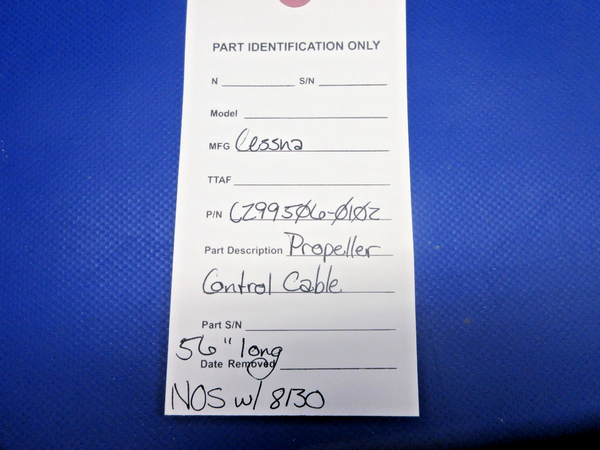 PART IDENTIFICATION ONLY
N S/N
Model
MFG Cessna
TTAF
P/N CZ99506-0102
Part Description Propeller
Control Cable
Part S/N
56" long
Date Removed
NOS w/ 8130